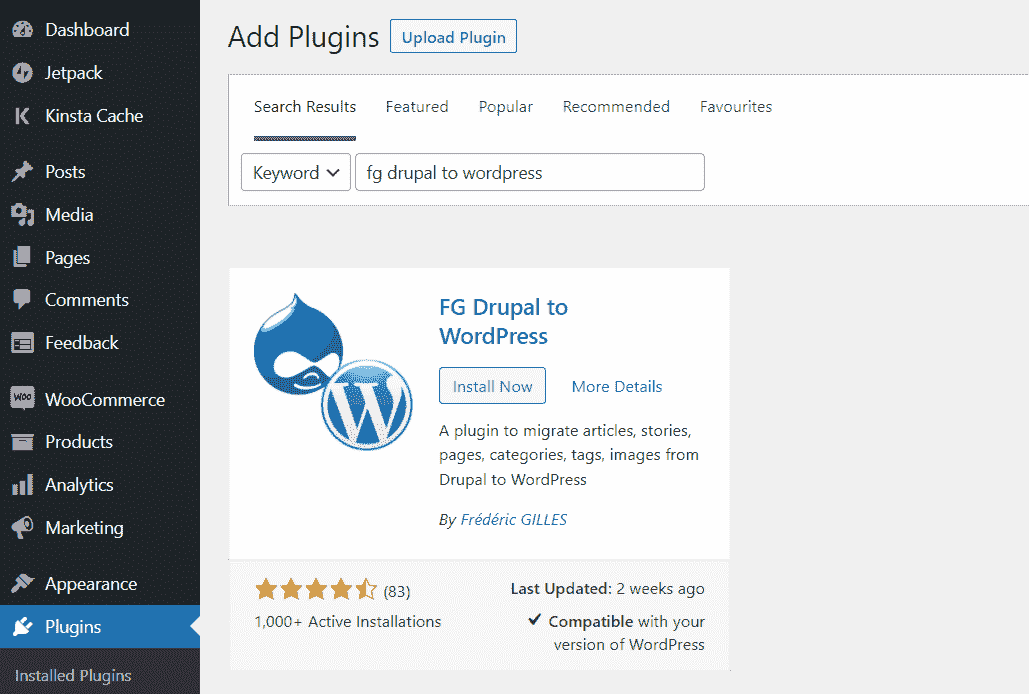 Dashboard
Jetpack
Kinsta Cache
Posts
Media
Pages
Comments
Feedback
WOO WooCommerce
Products
Analytics
Marketing
Appearance
Plugins
Installed Plugins
Add Plugins Upload Plugin
Search Results Featured Popular Recommended Favourites
Keyword fg drupal to wordpress
FG Drupal to
WordPress
Install Now More Details
A plugin to migrate articles, stories,
pages, categories, tags, images from
Drupal to WordPress
By Frédéric GILLES
W
(83)
1,000+ Active Installations
Last Updated: 2 weeks ago
Compatible with your
version of WordPress